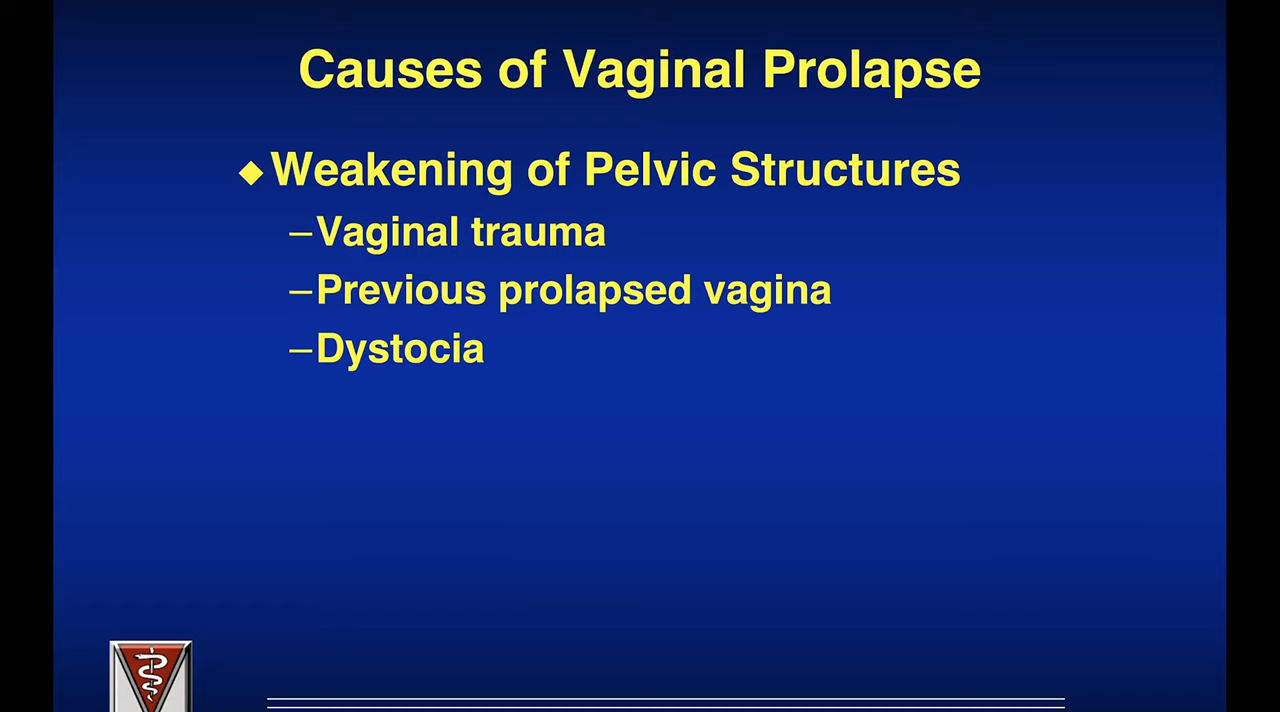 Causes of Vaginal Prolapse
◆Weakening of Pelvic Structures
–Vaginal trauma
–Previous prolapsed vagina
–Dystocia